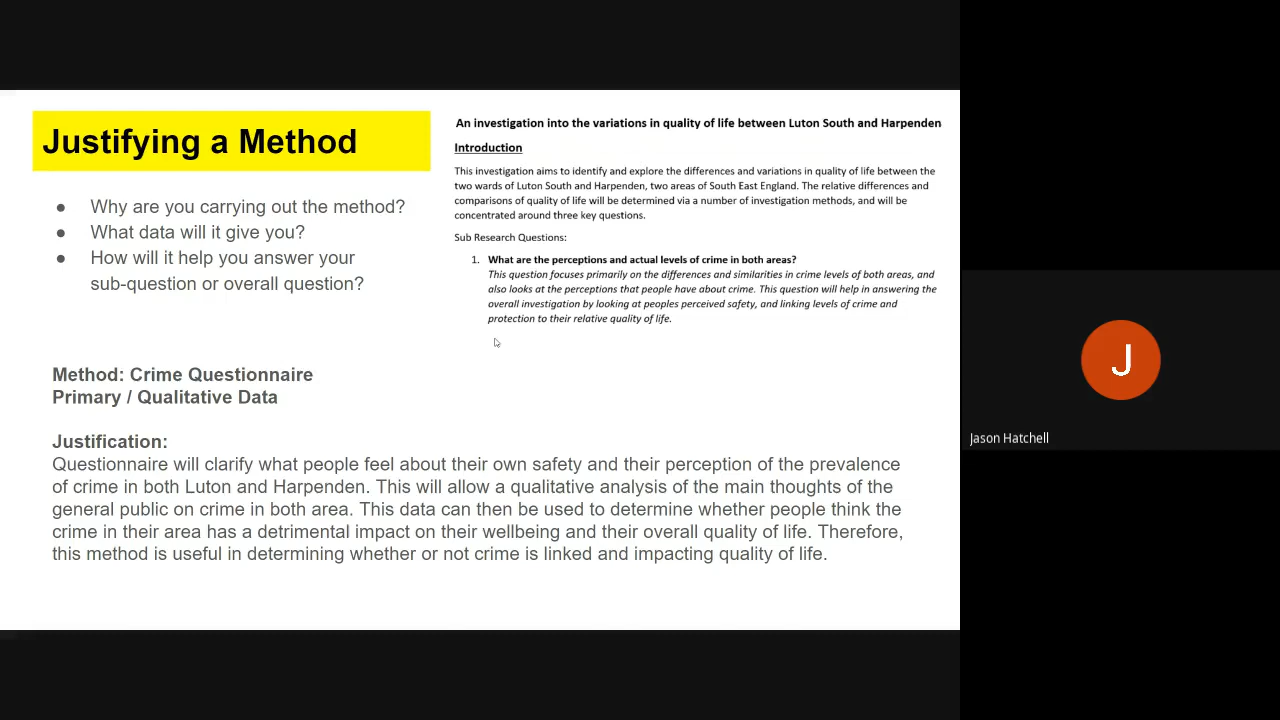 Justifying a Method
● Why are you carrying out the method?
● What data will it give you?
● How will it help you answer your
sub-question or overall question?
An investigation into the variations in quality of life between Luton South and Harpenden
Introduction
This investigation aims to identify and explore the differences and variations in quality of life between the
two wards of Luton South and Harpenden, two areas of South East England. The relative differences and
comparisons of quality of life will be determined via a number of investigation methods, and will be
concentrated around three key questions.
Sub Research Questions:
1. What are the perceptions and actual levels of crime in both areas?
This question focuses primarily on the differences and similarities in crime levels of both areas, and
also looks at the perceptions that people have about crime. This question will help in answering the
overall investigation by looking at peoples perceived safety, and linking levels of crime and
protection to their relative quality of life.
Method: Crime Questionnaire
Primary / Qualitative Data
Justification:
Questionnaire will clarify what people feel about their own safety and their perception of the prevalence
of crime in both Luton and Harpenden. This will allow a qualitative analysis of the main thoughts of the
general public on crime in both area. This data can then be used to determine whether people think the
crime in their area has a detrimental impact on their wellbeing and their overall quality of life. Therefore,
this method is useful in determining whether or not crime is linked and impacting quality of life.
J
Jason Hatchell